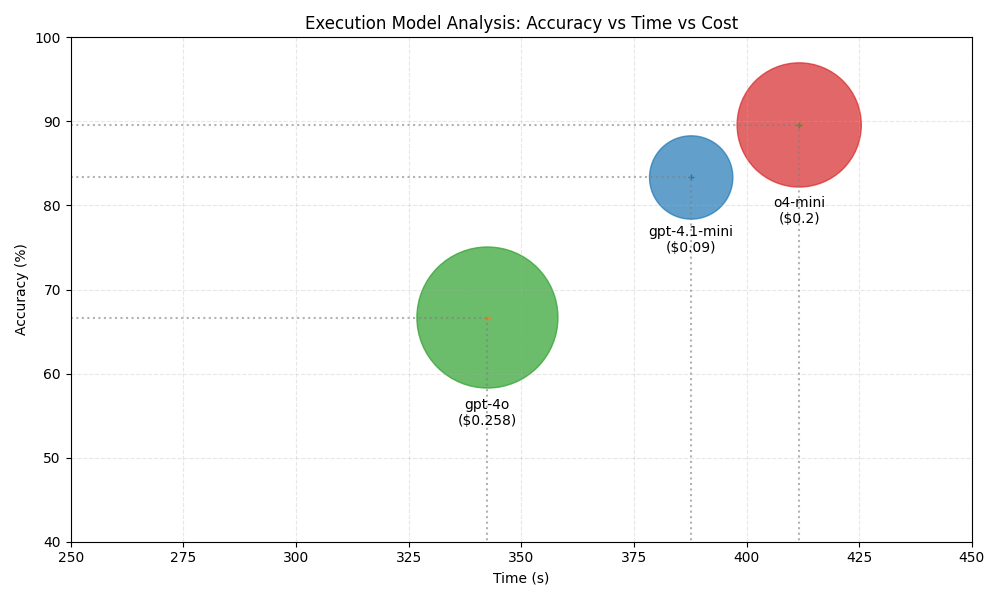 Execution Model Analysis: Accuracy vs Time vs Cost
100
90
80
70
60
50
40
Accuracy (%)
o4-mini
($0.2)
gpt-4.1-mini
($0.09)
gpt-4o
($0.258)
250 275 300 325 350 375 400 425 450
Time (s)